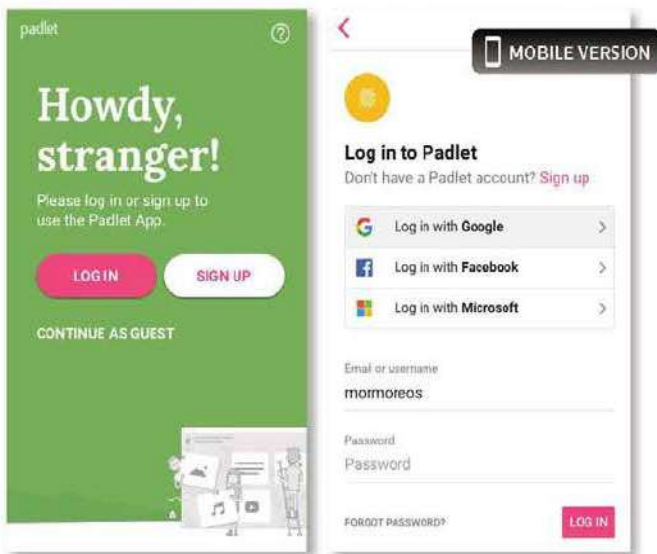 padlet
Howdy,
stranger!
Please log in or sign up to
use the Padlet App.
LOG IN
SIGN UP
CONTINUE AS GUEST
MOBILE VERSION
Log in to Padlet
Don't have a Padlet account? Sign up
Log in with Google
Log in with Facebook
Log in with Microsoft
Email or username
mormoreos
Password
Password
FORGOT PASSWORD?
LOG IN